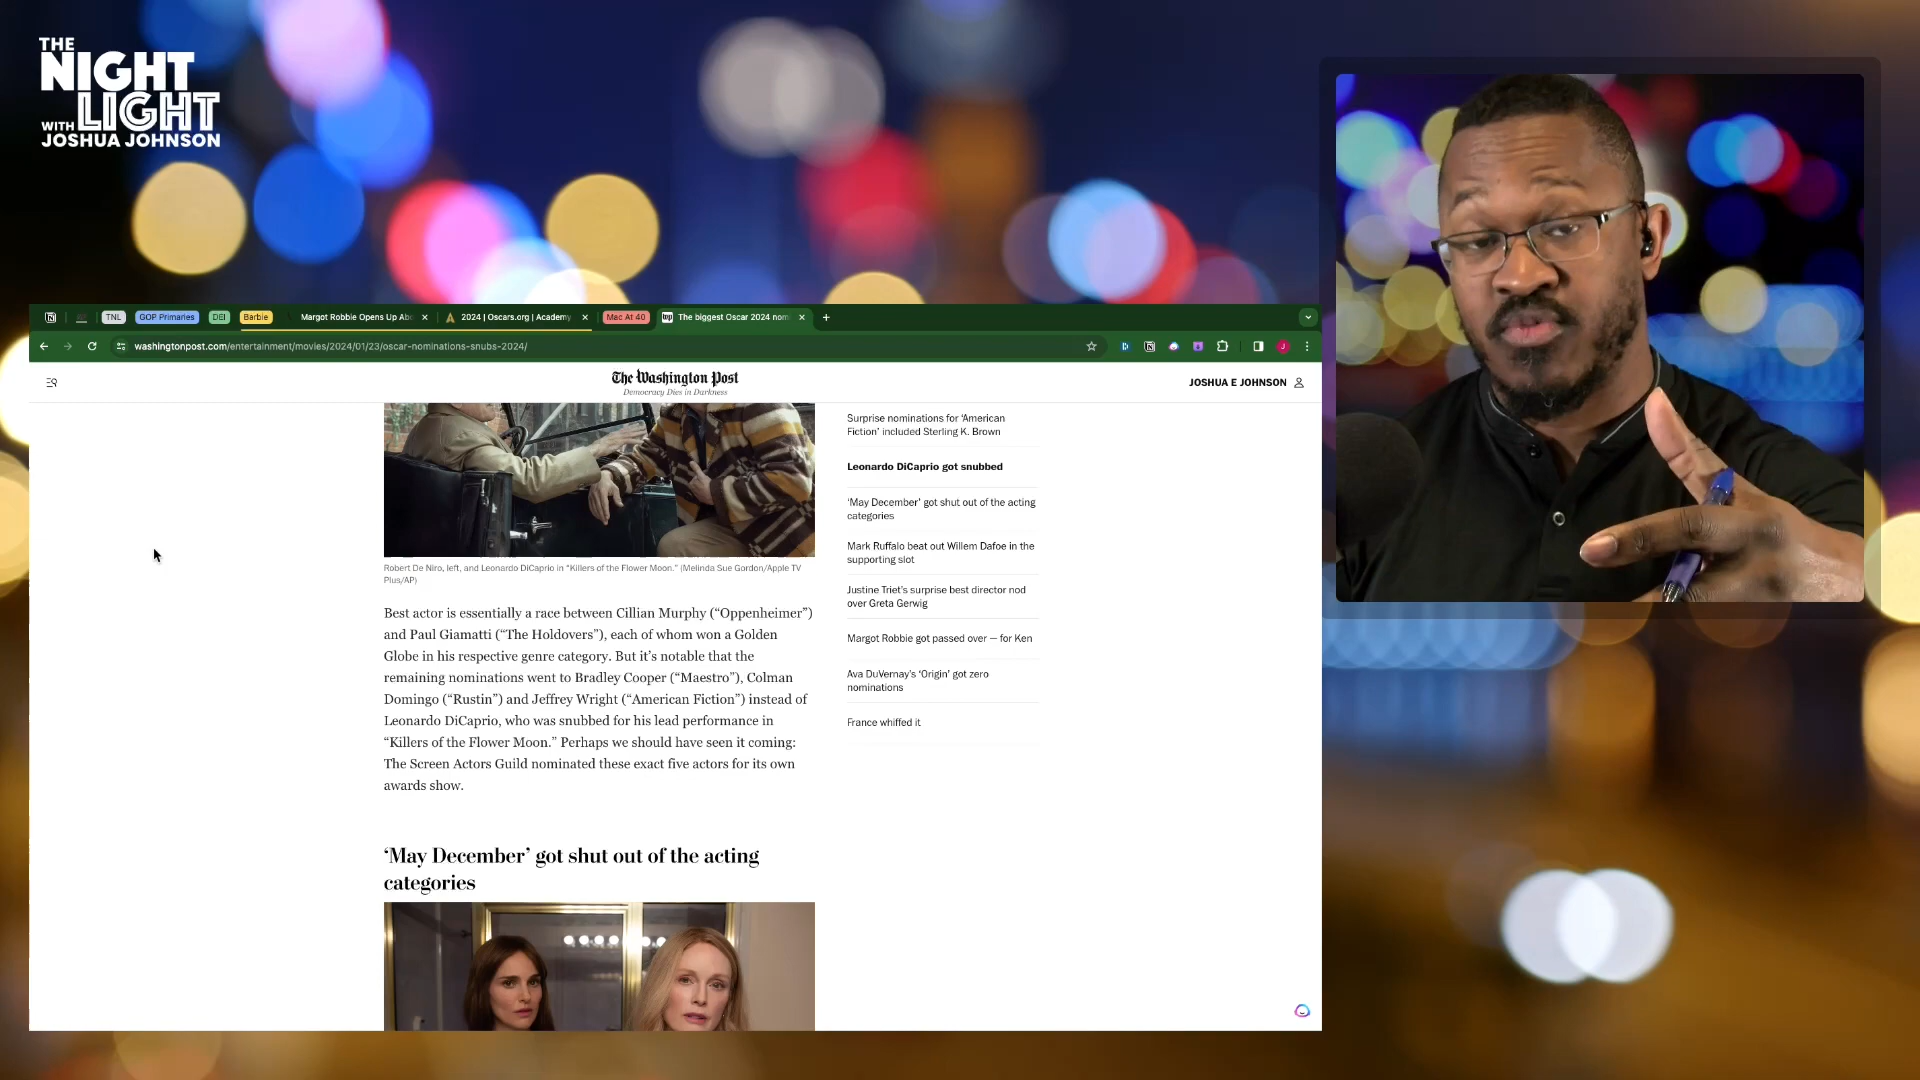 THE
NIGHT
LIGHT
WITH
JOSHUA JOHNSON
TNL
GOP Primaries
DEI
Barbie
Margot Robbie Opens Up Abo
2024 | Oscars.org | Academy
Mac At 40
wp
The biggest Oscar 2024 nom
washingtonpost.com/entertainment/movies/2024/01/23/oscar-nominations-snubs-2024/
J
The Washington Post
Democracy Dies in Darkness
JOSHUA E JOHNSON
Robert De Niro, left, and Leonardo DiCaprio in “Killers of the Flower Moon.” (Melinda Sue Gordon/Apple TV
Plus/AP)
Best actor is essentially a race between Cillian Murphy (“Oppenheimer”)
and Paul Giamatti (“The Holdovers”), each of whom won a Golden
Globe in his respective genre category. But it’s notable that the
remaining nominations went to Bradley Cooper (“Maestro”), Colman
Domingo (“Rustin”) and Jeffrey Wright (“American Fiction”) instead of
Leonardo DiCaprio, who was snubbed for his lead performance in
“Killers of the Flower Moon.” Perhaps we should have seen it coming:
The Screen Actors Guild nominated these exact five actors for its own
awards show.
‘May December’ got shut out of the acting
categories
Surprise nominations for ‘American
Fiction’ included Sterling K. Brown
Leonardo DiCaprio got snubbed
‘May December’ got shut out of the acting
categories
Mark Ruffalo beat out Willem Dafoe in the
supporting slot
Justine Triet’s surprise best director nod
over Greta Gerwig
Margot Robbie got passed over — for Ken
Ava DuVernay’s ‘Origin’ got zero
nominations
France whiffed it